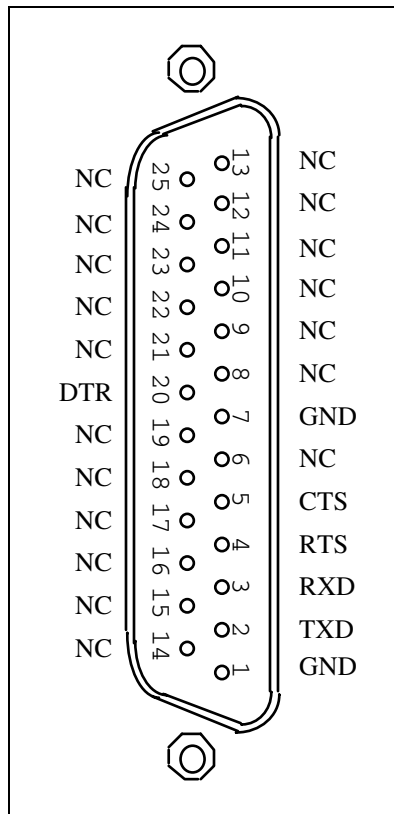 NC 25
NC 24
NC 23
NC 22
NC 21
DTR 20
NC 19
NC 18
NC 17
NC 16
NC 15
NC 14
13 NC
12 NC
11 NC
10 NC
9 NC
8 NC
7 GND
6 NC
5 CTS
4 RTS
3 RXD
2 TXD
1 GND